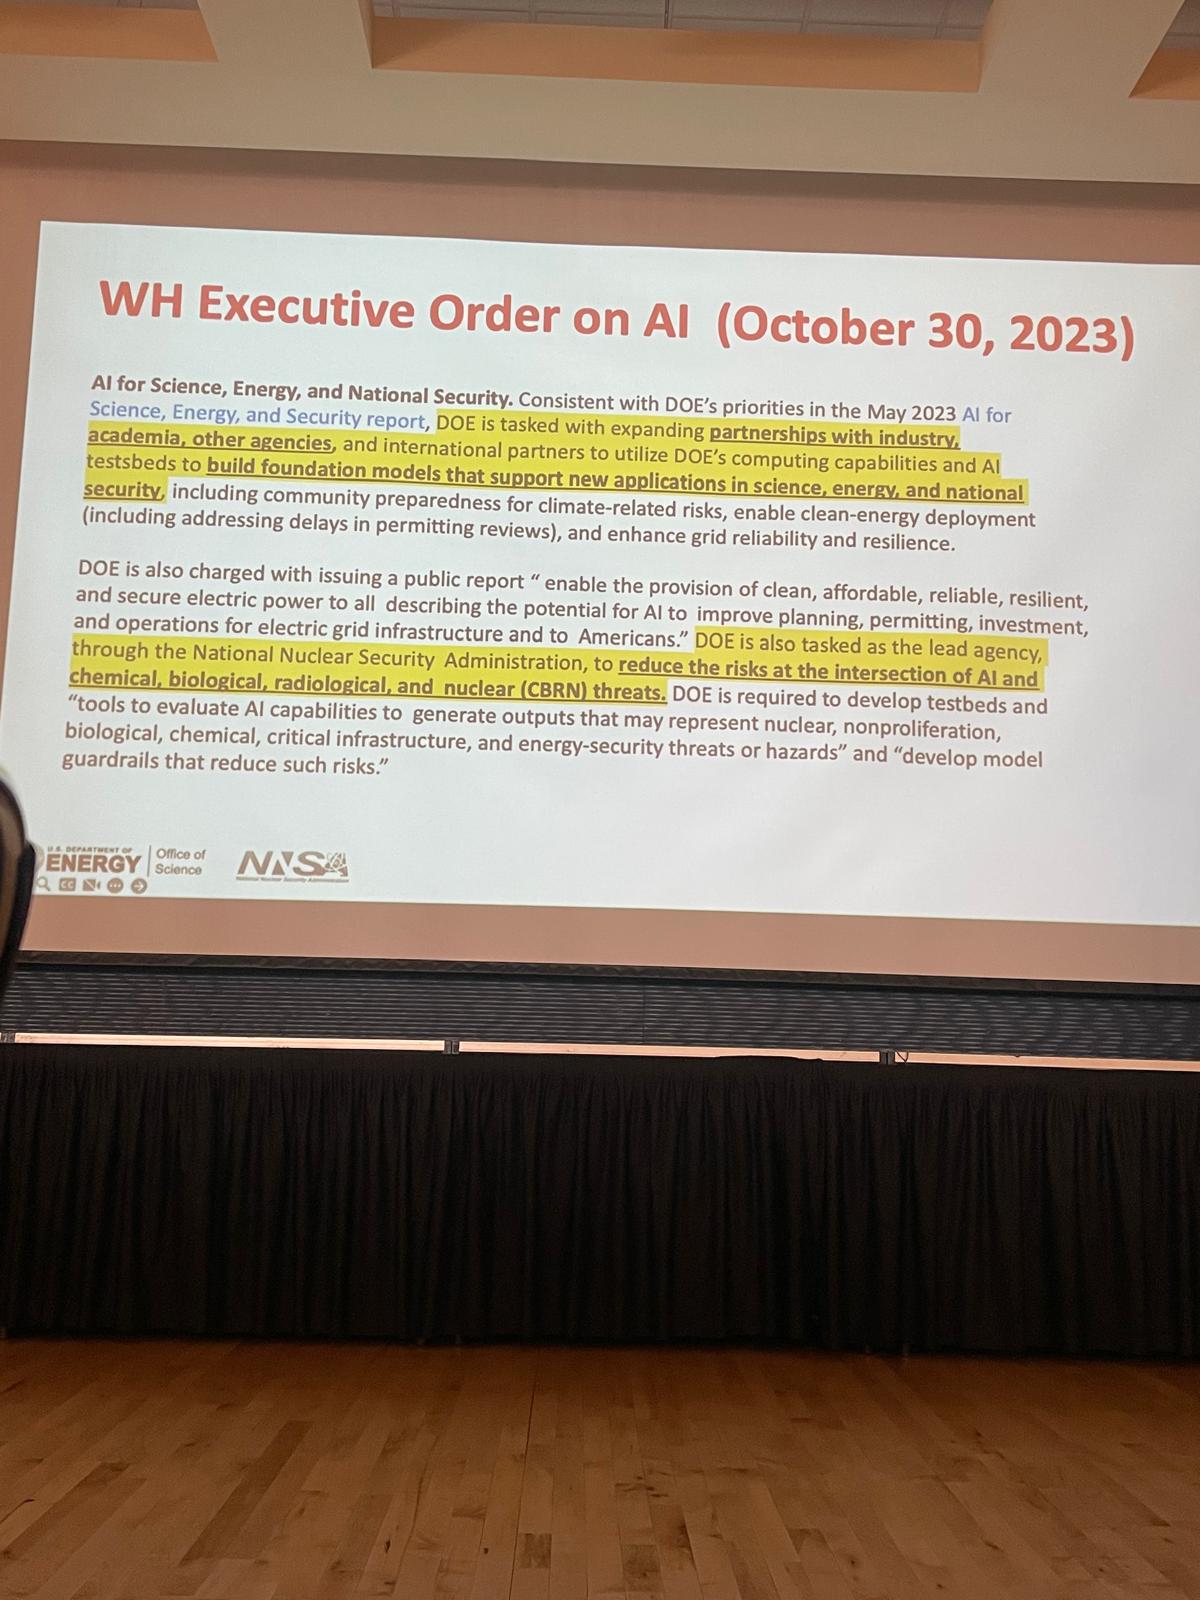 WH Executive Order on AI (October 30, 2023)
AI for Science, Energy, and National Security. Consistent with DOE's priorities in the May 2023 AI for
Science, Energy, and Security report, DOE is tasked with expanding partnerships with industry,
academia, other agencies, and international partners to utilize DOE's computing capabilities and AI
testsbeds to build foundation models that support new applications in science, energy, and national
security, including community preparedness for climate-related risks, enable clean-energy deployment
(including addressing delays in permitting reviews), and enhance grid reliability and resilience.
DOE is also charged with issuing a public report “ enable the provision of clean, affordable, reliable, resilient,
and secure electric power to all describing the potential for AI to improve planning, permitting, investment,
and operations for electric grid infrastructure and to Americans.” DOE is also tasked as the lead agency,
through the National Nuclear Security Administration, to reduce the risks at the intersection of AI and
chemical, biological, radiological, and nuclear (CBRN) threats. DOE is required to develop testbeds and
“tools to evaluate AI capabilities to generate outputs that may represent nuclear, nonproliferation,
biological, chemical, critical infrastructure, and energy-security threats or hazards” and “develop model
guardrails that reduce such risks.”
U.S. DEPARTMENT OF
ENERGY
Office of
Science
NNSA
National Nuclear Security Administration
CC